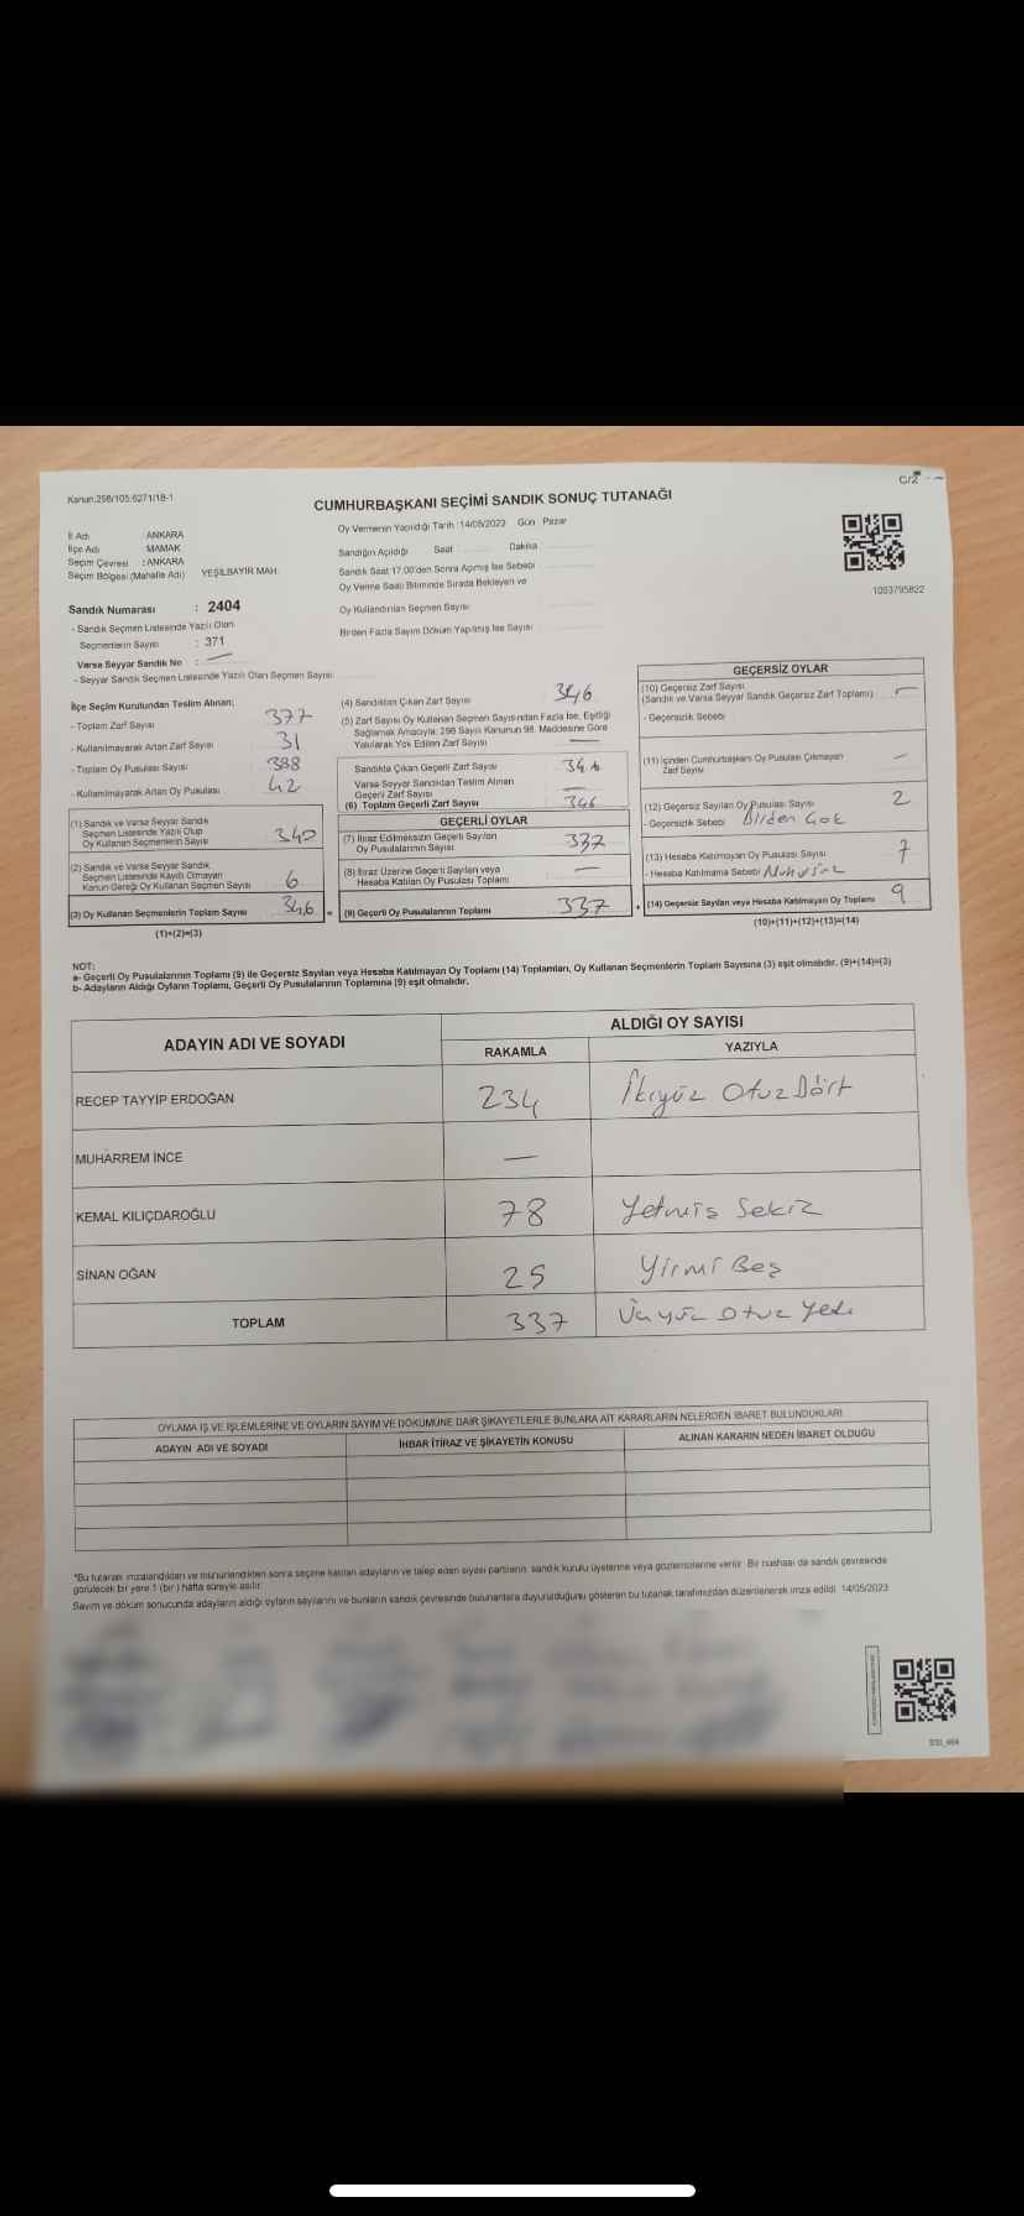 C/2
Kanun:298/105;6271/18-1
CUMHURBAŞKANI SEÇİMİ SANDIK SONUÇ TUTANAĞI
İl Adı : ANKARA
İlçe Adı MAMAK
Seçim Çevresi : ANKARA
Seçim Bölgesi (Mahalle Adı) YEŞİLBAYIR MAH.
Sandık Numarası : 2404
- Sandık Seçmen Listesinde Yazılı Olan
Seçmenlerin Sayısı : 371
Varsa Seyyar Sandık No : —
- Seyyar Sandık Seçmen Listesinde Yazılı Olan Seçmen Sayısı
Oy Vermenin Yapıldığı Tarih :14/05/2023 Gün Pazar
Sandığın Açıldığı Saat Dakika
Sandık Saat 17.00'den Sonra Açmış İse Sebebi
Oy Verme Saati Bitiminde Sırada Bekleyen ve
Oy Kullandırılan Seçmen Sayısı
Birden Fazla Sayım Döküm Yapılmış İse Sayısı
1093795822
İlçe Seçim Kurulundan Teslim Alınan;
- Toplam Zarf Sayısı 377
- Kullanılmayarak Artan Zarf Sayısı 31
- Toplam Oy Pusulası Sayısı 388
- Kullanılmayarak Artan Oy Pusulası 42
(1) Sandık ve Varsa Seyyar Sandık
Seçmen Listesinde Yazılı Olup
Oy Kullanan Seçmenlerin Sayısı 340
(2) Sandık ve Varsa Seyyar Sandık
Seçmen Listesinde Kaydı Olmayan
Kanun Gereği Oy Kullanan Seçmen Sayısı 6
(3) Oy Kullanan Seçmenlerin Toplam Sayısı 346 =
(1)+(2)=(3)
(4) Sandıktan Çıkan Zarf Sayısı 346
(5) Zarf Sayısı Oy Kullanan Seçmen Sayısından Fazla İse, Eşitliği
Sağlamak Amacıyla; 298 Sayılı Kanunun 98. Maddesine Göre
Yakılarak Yok Edilen Zarf Sayısı —
Sandıkta Çıkan Geçerli Zarf Sayısı
Varsa Seyyar Sandıktan Teslim Alınan
Geçerli Zarf Sayısı —
(6) Toplam Geçerli Zarf Sayısı 346
GEÇERLİ OYLAR
(7) İtiraz Edilmeksizin Geçerli Sayılan
Oy Pusulalarının Sayısı 337
(8) İtiraz Üzerine Geçerli Sayılan veya
Hesaba Katılan Oy Pusulası Toplamı —
(9) Geçerli Oy Pusulalarının Toplamı 337 +
GEÇERSİZ OYLAR
(10) Geçersiz Zarf Sayısı
(Sandık ve Varsa Seyyar Sandık Geçersiz Zarf Toplamı) —
- Geçersizlik Sebebi
(11) İçinden Cumhurbaşkanı Oy Pusulası Çıkmayan
Zarf Sayısı —
(12) Geçersiz Sayılan Oy Pusulası Sayısı 2
- Geçersizlik Sebebi Birden Çok
(13) Hesaba Katılmayan Oy Pusulası Sayısı 7
- Hesaba Katılmama Sebebi Mühürsüz
(14) Geçersiz Sayılan veya Hesaba Katılmayan Oy Toplamı 9
(10)+(11)+(12)+(13)=(14)
NOT:
a- Geçerli Oy Pusulalarının Toplamı (9) ile Geçersiz Sayılan veya Hesaba Katılmayan Oy Toplamı (14) Toplamları, Oy Kullanan Seçmenlerin Toplam Sayısına (3) eşit olmalıdır. (9)+(14)=(3)
b- Adayların Aldığı Oyların Toplamı, Geçerli Oy Pusulalarının Toplamına (9) eşit olmalıdır.
ADAYIN ADI VE SOYADI ALDIĞI OY SAYISI
RAKAMLA YAZIYLA
RECEP TAYYİP ERDOĞAN 234 İkiyüz Otuz Dört
MUHARREM İNCE —
KEMAL KILIÇDAROĞLU 78 Yetmiş Sekiz
SİNAN OĞAN 25 Yirmi Beş
TOPLAM 337 Üçyüz Otuz Yedi
OYLAMA İŞ VE İŞLEMLERİNE VE OYLARIN SAYIM VE DÖKÜMÜNE DAİR ŞİKAYETLERLE BUNLARA AİT KARARLARIN NELERDEN İBARET BULUNDUKLARI
ADAYIN ADI VE SOYADI İHBAR İTİRAZ VE ŞİKAYETİN KONUSU ALINAN KARARIN NEDEN İBARET OLDUĞU
*Bu tutanak imzalandıktan ve mühürlendikten sonra seçime katılan adayların ve talep eden siyasi partilerin, sandık kurulu üyelerine veya gözlemcilerine verilir. Bir nüshası da sandık çevresinde
görülecek bir yere 1 (bir) hafta süreyle asılır.
Sayım ve döküm sonucunda adayların aldığı oyların sayılarını ve bunların sandık çevresinde bulunanlara duyurulduğunu gösteren bu tutanak tarafımızdan düzenlenerek imza edildi. 14/05/2023